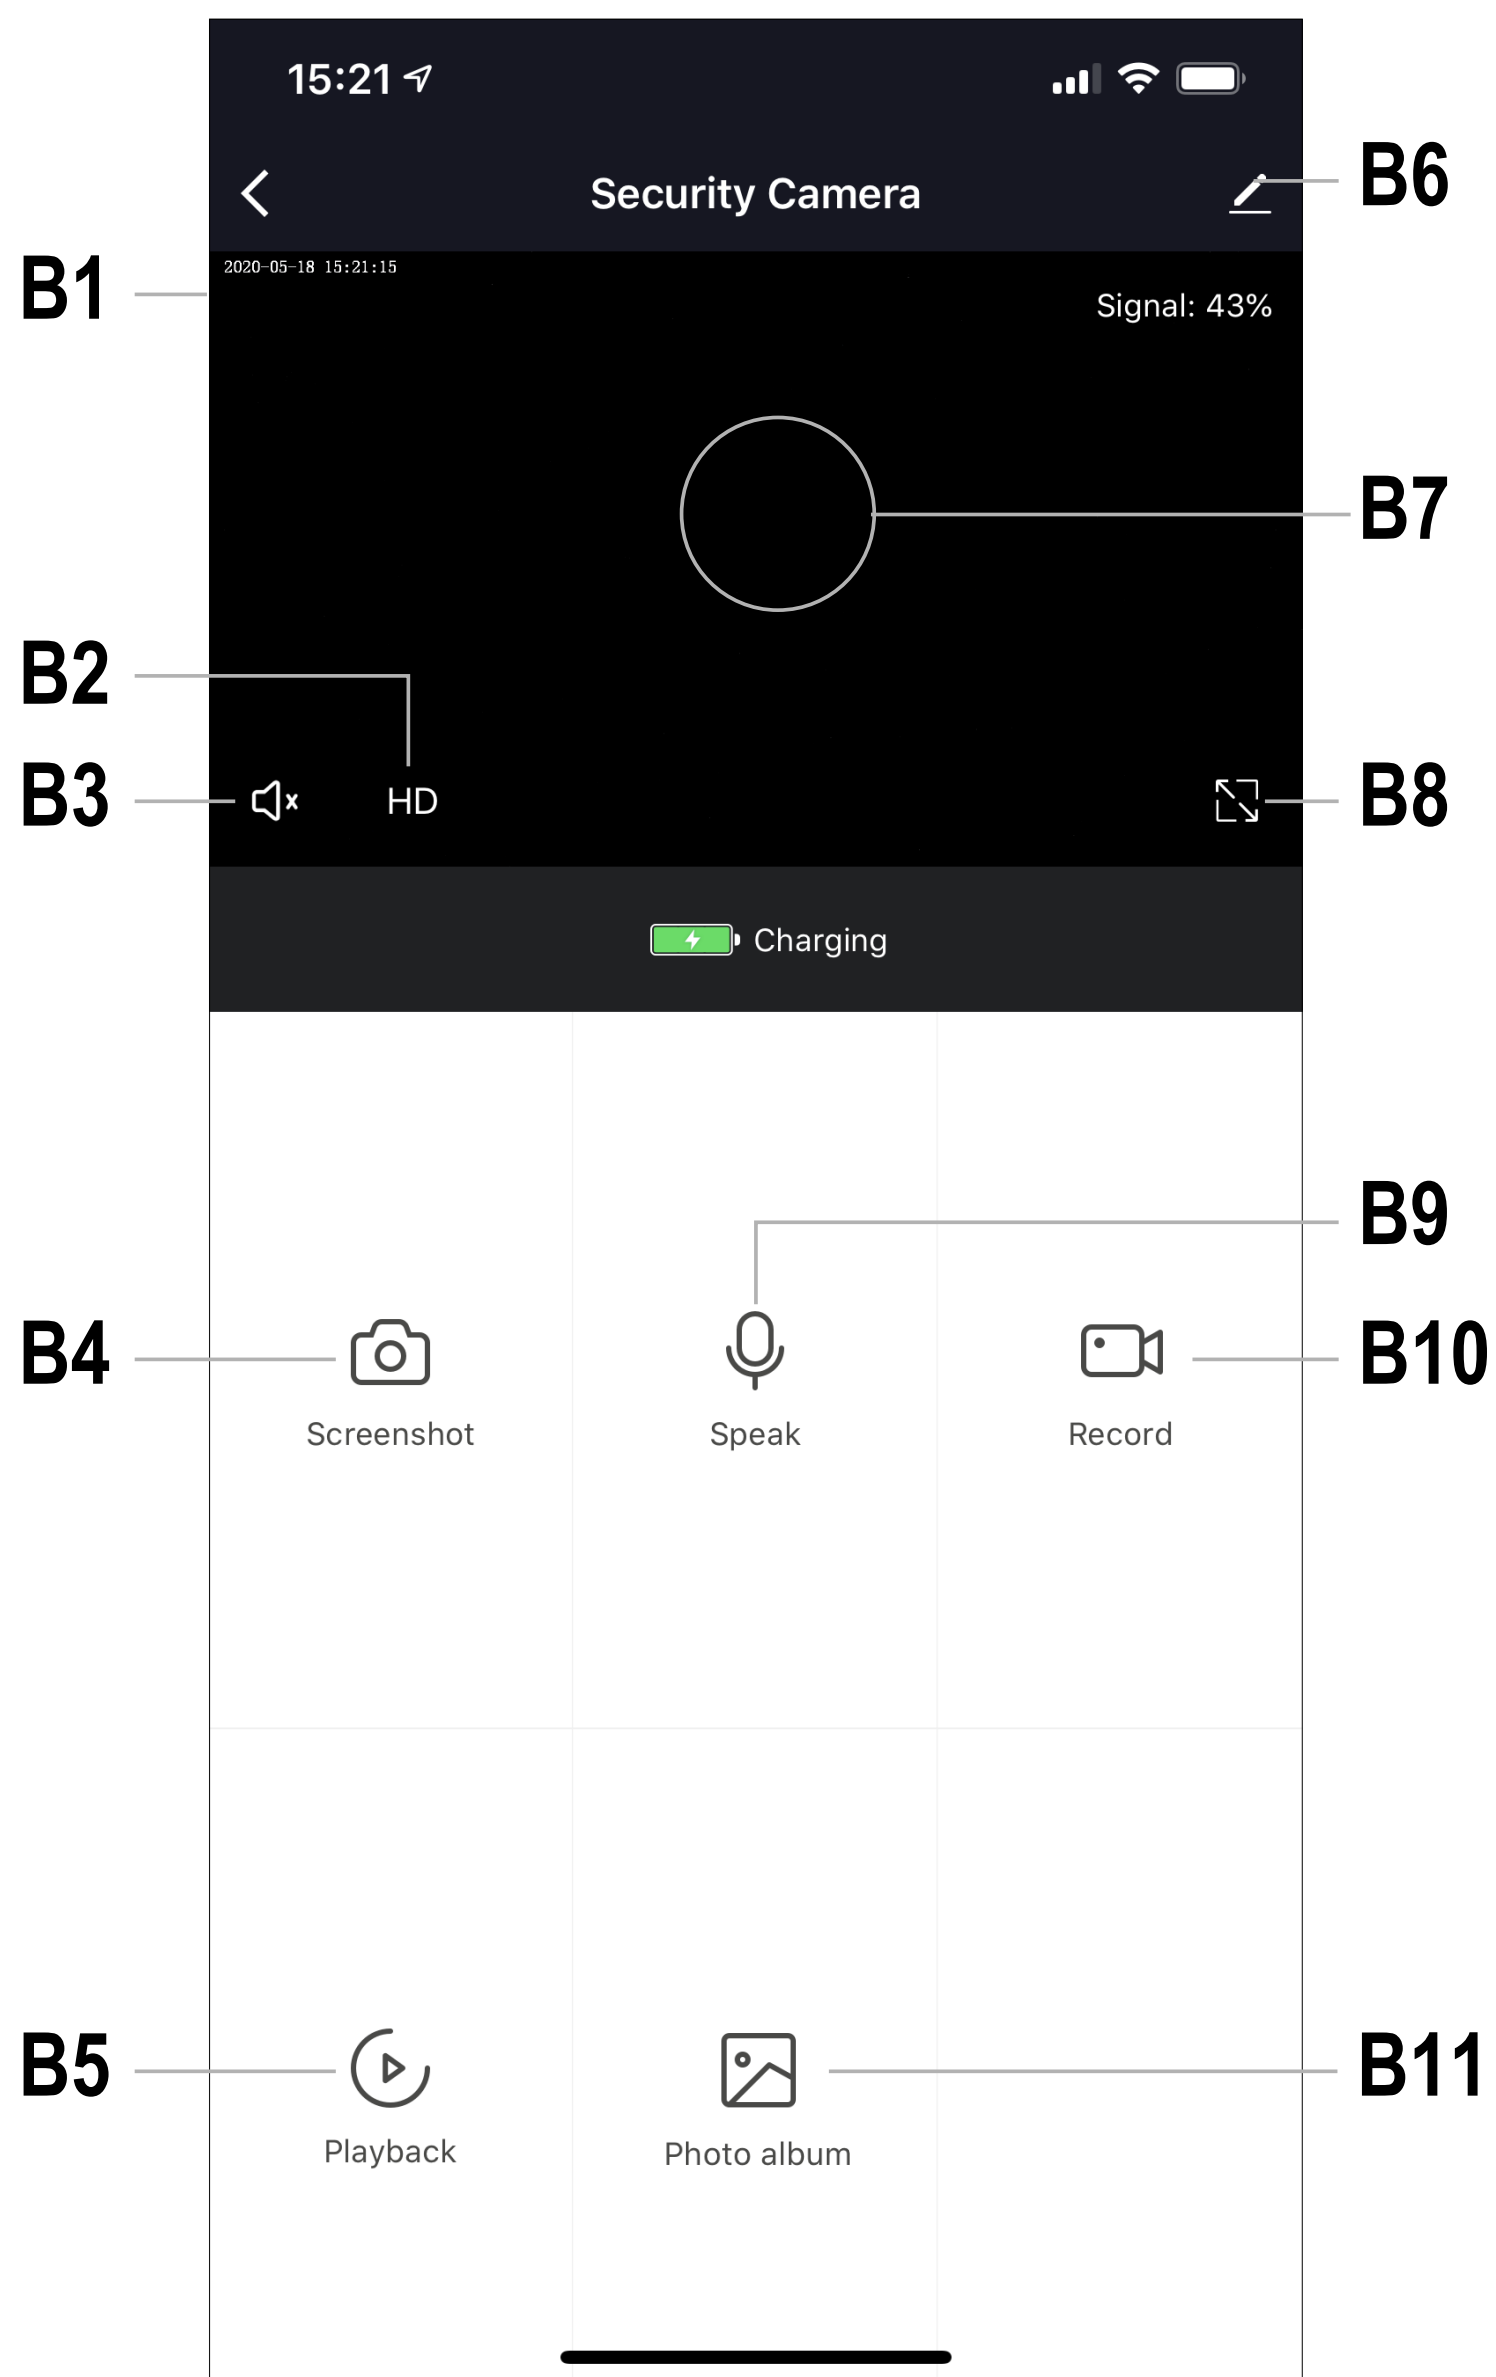 15:21
B6
Security Camera
B1
2020-05-18 15:21:15
Signal: 43%
B7
B2
B3
HD
B8
Charging
B9
B4
B10
Screenshot
Speak
Record
B5
B11
Playback
Photo album